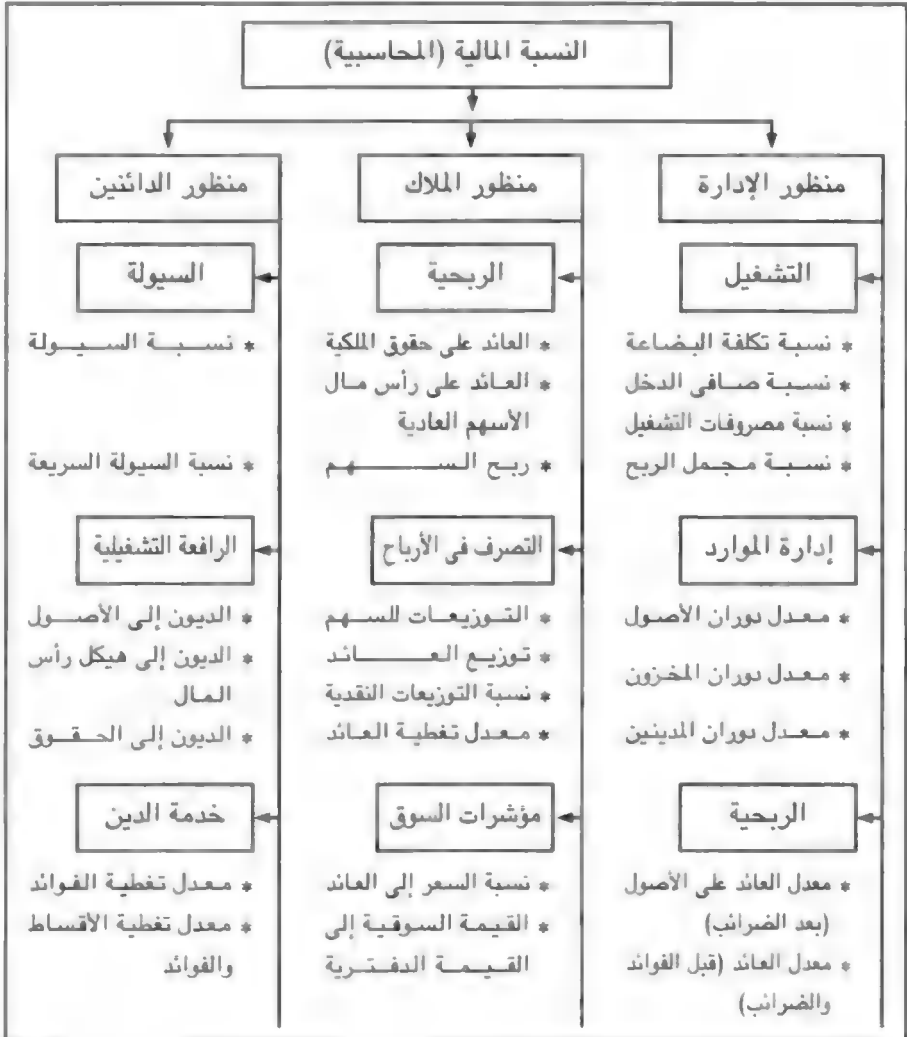 النسبة المالية (المحاسبية)
منظور الإدارة
التشغيل
* نسبة تكلفة البضاعة
* نسبة صافى الدخل
* نسبة مصروفات التشغيل
* نسبة مجمل الربح
إدارة الموارد
* معدل دوران الأصول
* معدل دوران المخزون
* معدل دوران المدينين
الربحية
* معدل العائد على الأصول
(بعد الضرائب)
* معدل العائد (قبل الفوائد
والضرائب)
منظور الملاك
الربحية
* العائد على حقوق الملكية
* العائد على رأس مال
الأسهم العادية
* ربح السهم
التصرف فى الأرباح
* التوزيعات للسهم
* توزيع العائد
* نسبة التوزيعات النقدية
* معدل تغطية العائد
مؤشرات السوق
* نسبة السعر إلى العائد
* القيمة السوقية إلى
القيمة الدفترية
منظور الدائنين
السيولة
* نسبة السيولة
* نسبة السيولة السريعة
الرافعة التشغيلية
* الديون إلى الأصول
* الديون إلى هيكل رأس
المال
* الديون إلى الحقوق
خدمة الدين
* معدل تغطية الفوائد
* معدل تغطية الأقساط
والفوائد